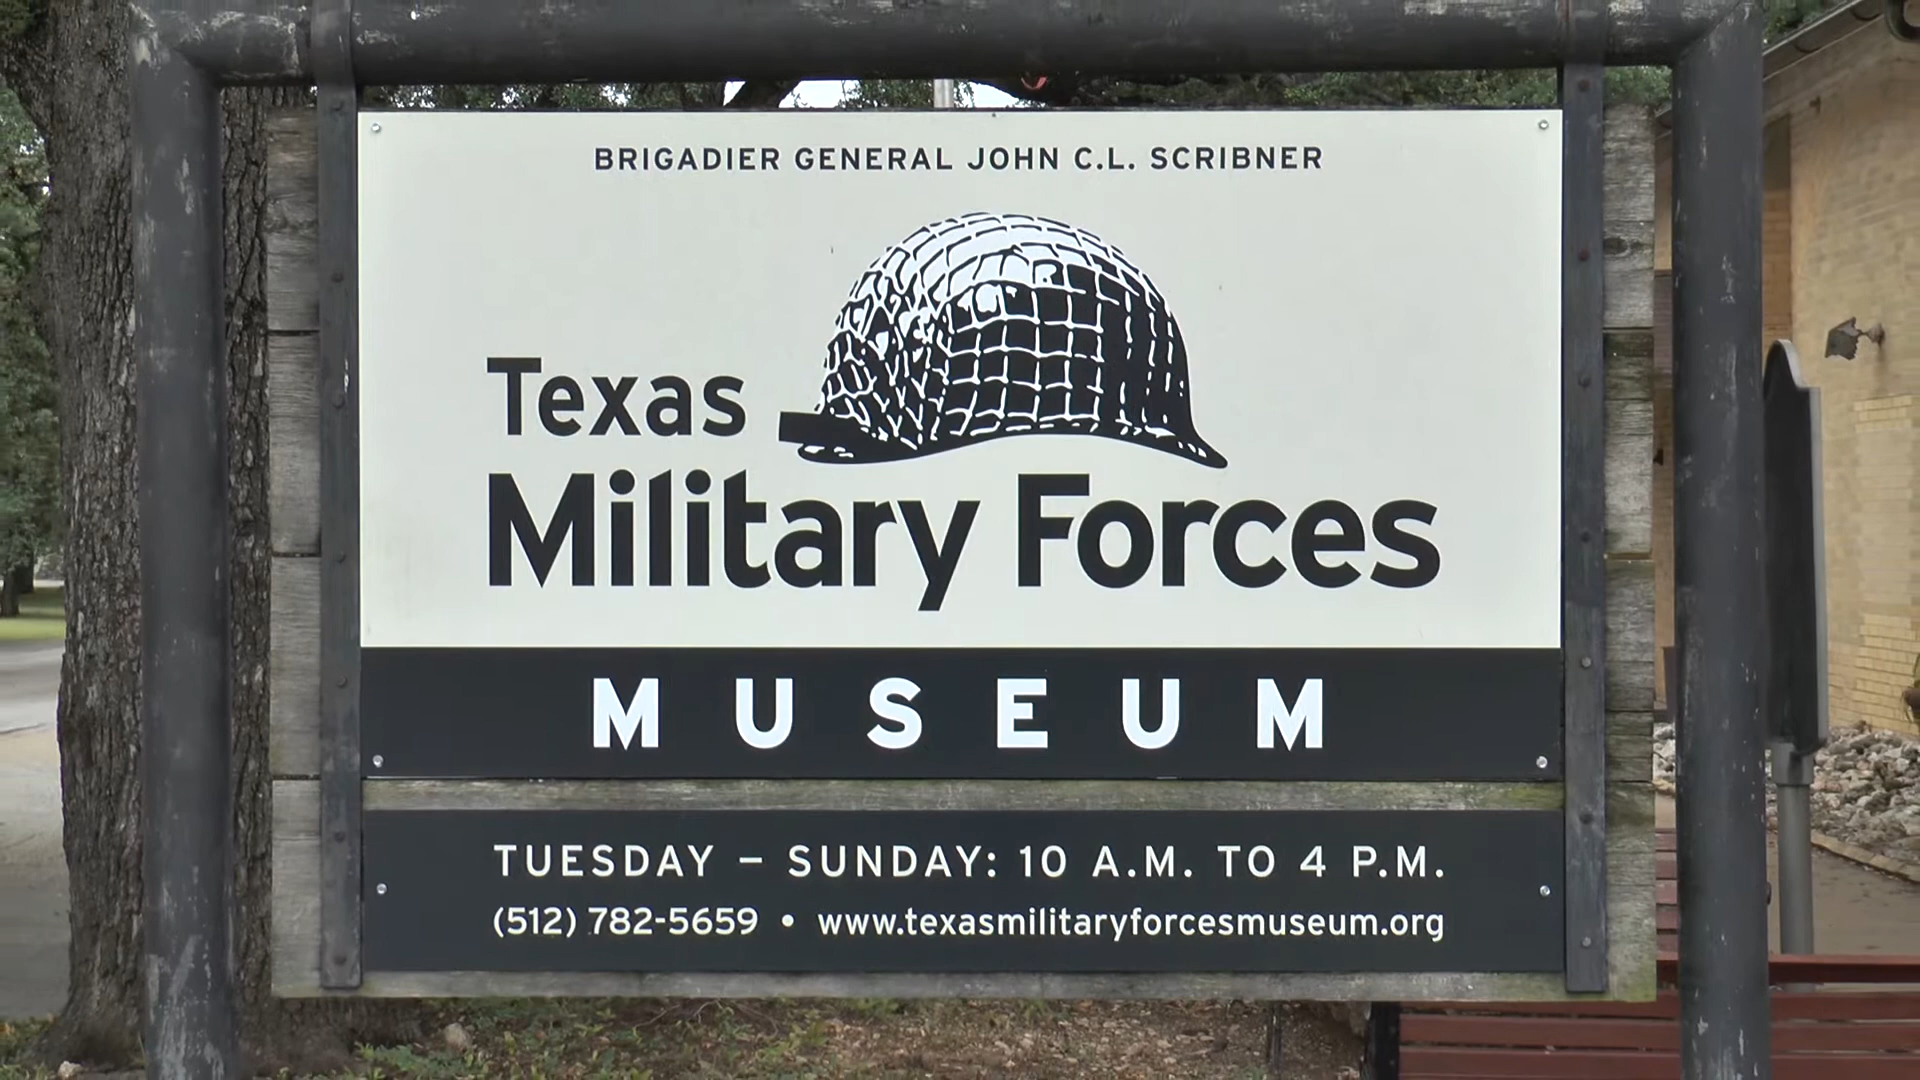 BRIGADIER GENERAL JOHN C.L. SCRIBNER
Texas
Military Forces
MUSEUM
TUESDAY – SUNDAY: 10 A.M. TO 4 P.M.
(512) 782-5659 • www.texasmilitaryforcesmuseum.org